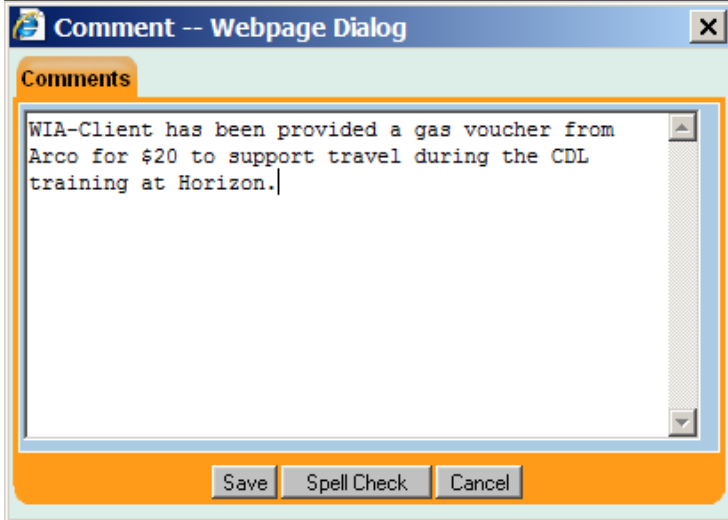 Comment -- Webpage Dialog
Comments
WIA-Client has been provided a gas voucher from
Arco for $20 to support travel during the CDL
training at Horizon.
Save Spell Check Cancel